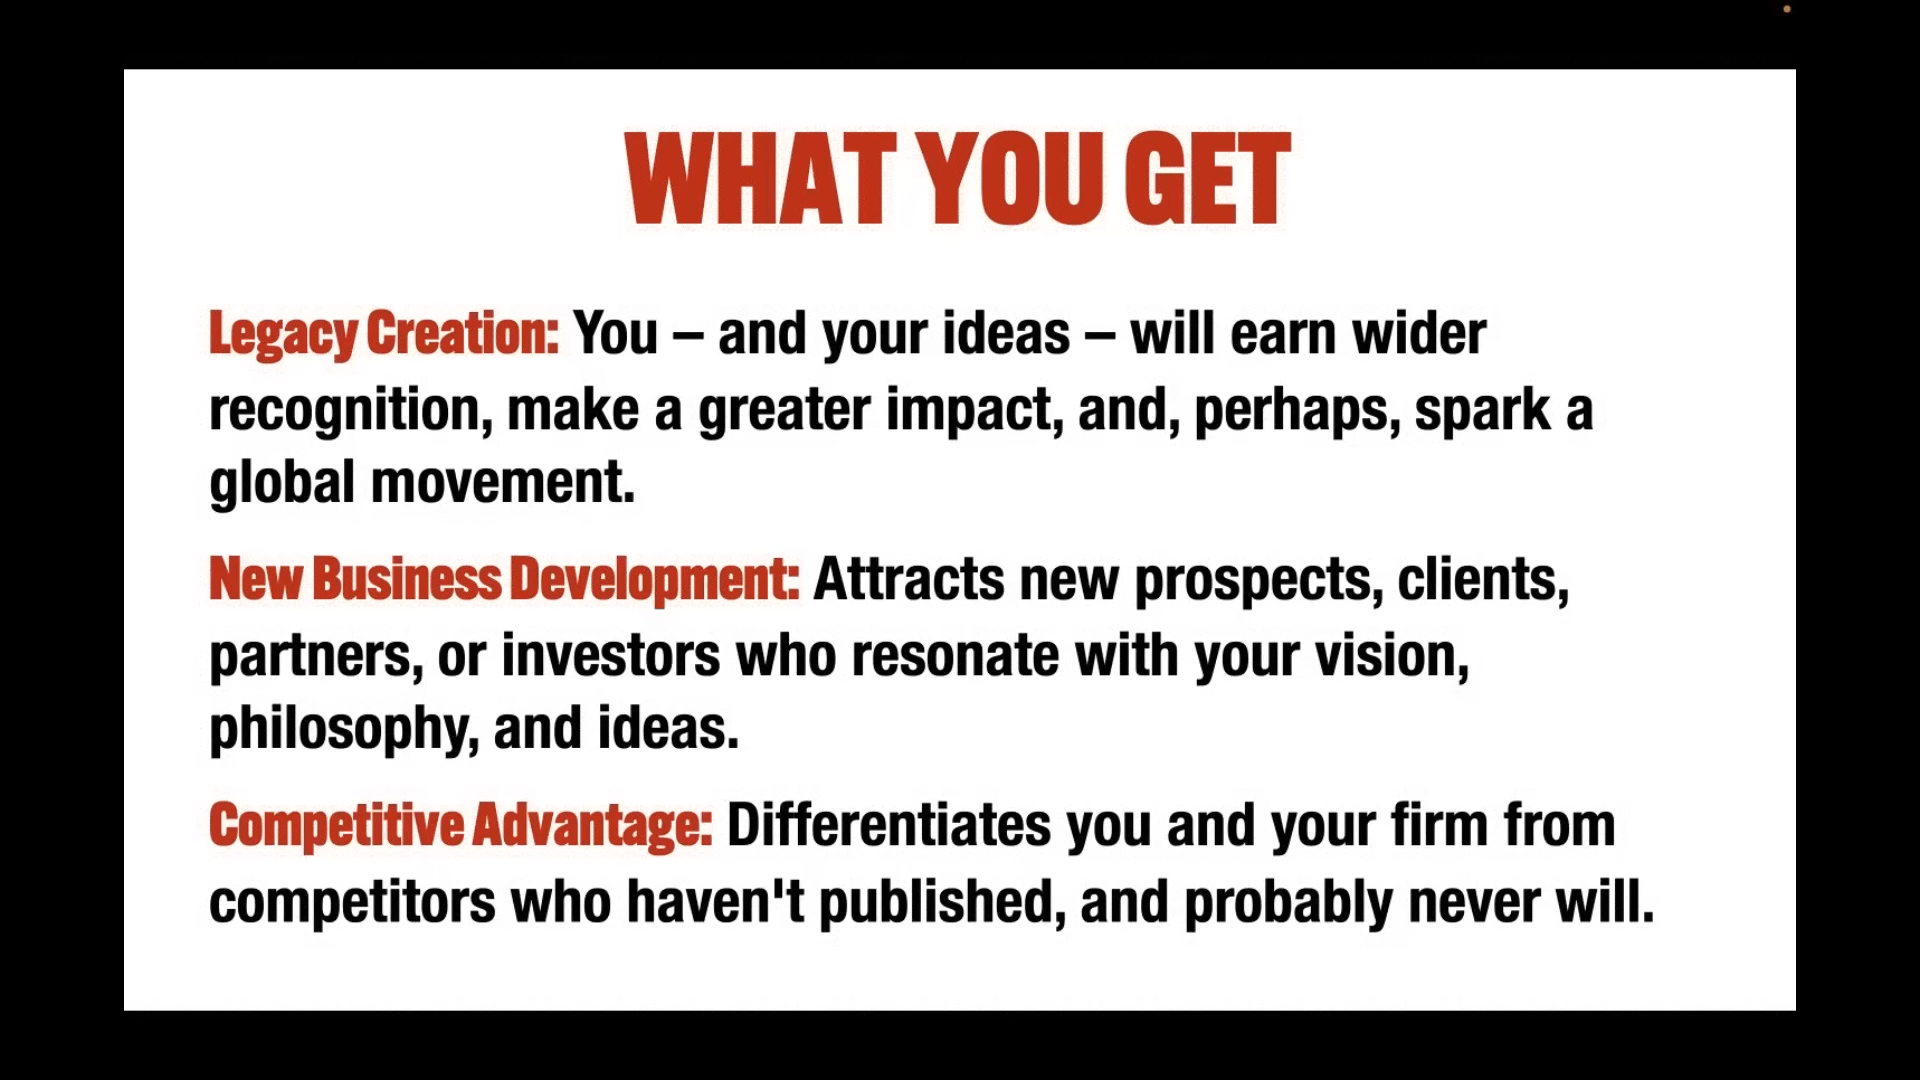 WHAT YOU GET
Legacy Creation: You – and your ideas – will earn wider
recognition, make a greater impact, and, perhaps, spark a
global movement.
New Business Development: Attracts new prospects, clients,
partners, or investors who resonate with your vision,
philosophy, and ideas.
Competitive Advantage: Differentiates you and your firm from
competitors who haven't published, and probably never will.